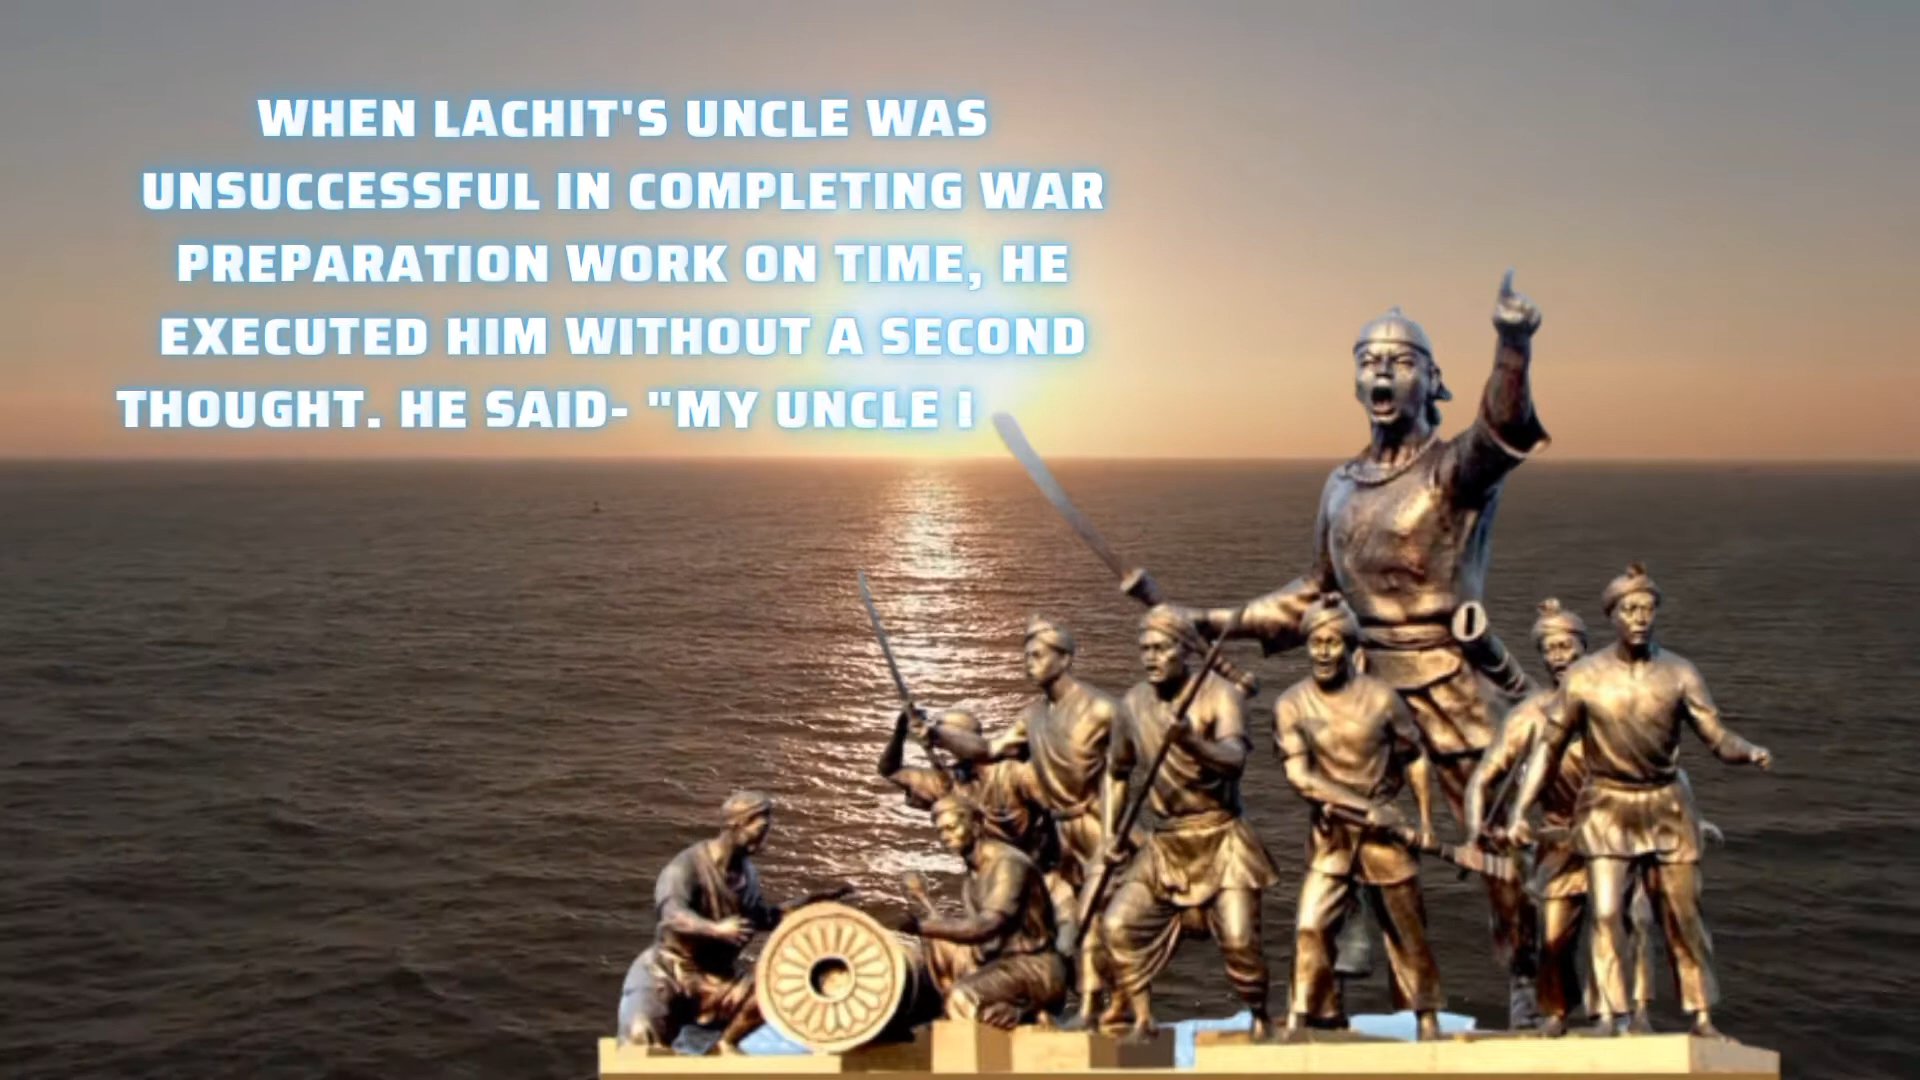 WHEN LACHIT'S UNCLE WAS
UNSUCCESSFUL IN COMPLETING WAR
PREPARATION WORK ON TIME, HE
EXECUTED HIM WITHOUT A SECOND
THOUGHT. HE SAID- "MY UNCLE I